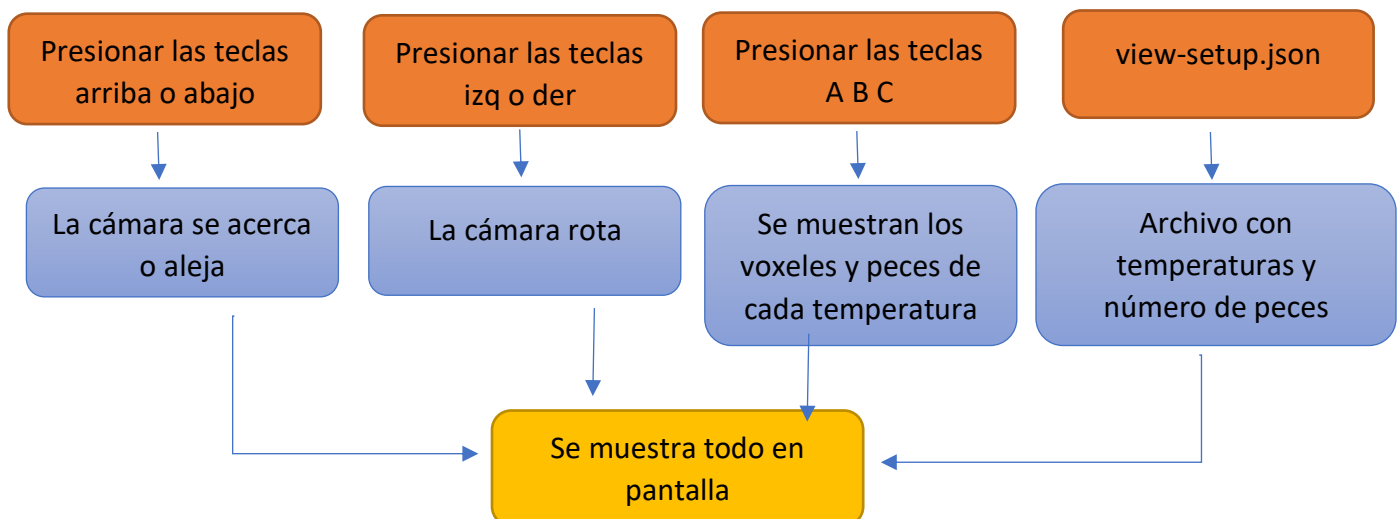 Presionar las teclas
arriba o abajo
Presionar las teclas
izq o der
Presionar las teclas
A B C
view-setup.json
La cámara se acerca
o aleja
La cámara rota
Se muestran los
voxeles y peces de
cada temperatura
Archivo con
temperaturas y
número de peces
Se muestra todo en
pantalla